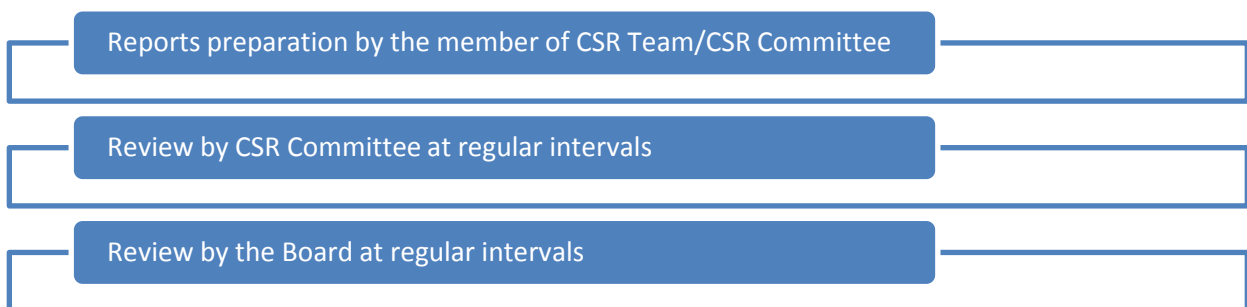 Reports preparation by the member of CSR Team/CSR Committee
Review by CSR Committee at regular intervals
Review by the Board at regular intervals